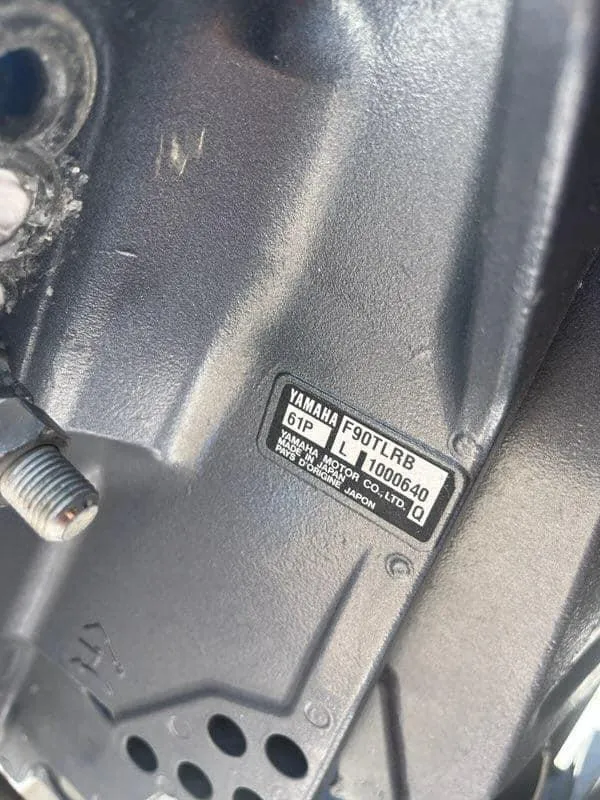 YAMAHA F90TLRB
61P L 1000640
YAMAHA MOTOR CO., LTD. Q
MADE IN JAPAN
PAYS D'ORIGINE JAPON